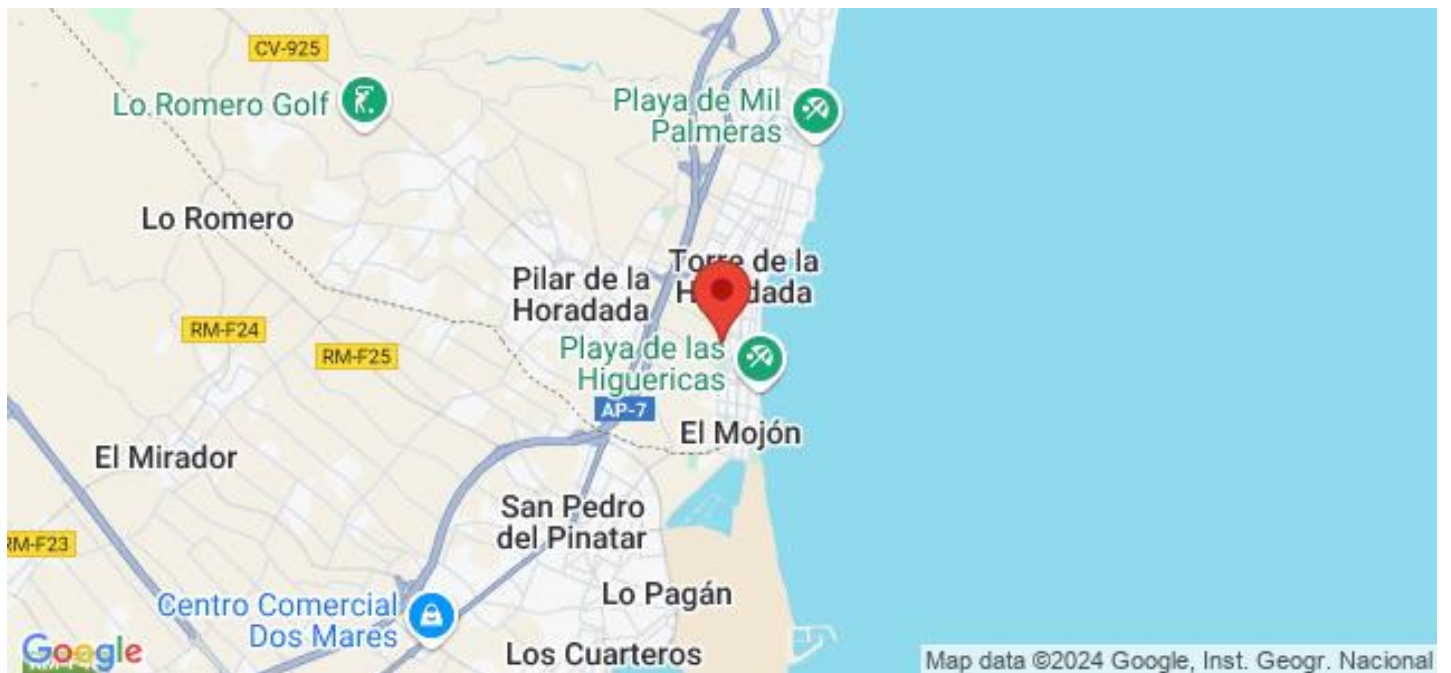 CV-925
Lo Romero Golf
Playa de Mil
Palmeras
Lo Romero
Torre de la
Pilar de la
Horadada
RM-F24
RM-F25
Playa de las
Higuericas
AP-7
El Mojón
El Mirador
San Pedro
del Pinatar
RM-F23
Lo Pagán
Centro Comercial
Dos Mares
Los Cuarteros
Google
Map data ©2024 Google, Inst. Geogr. Nacional